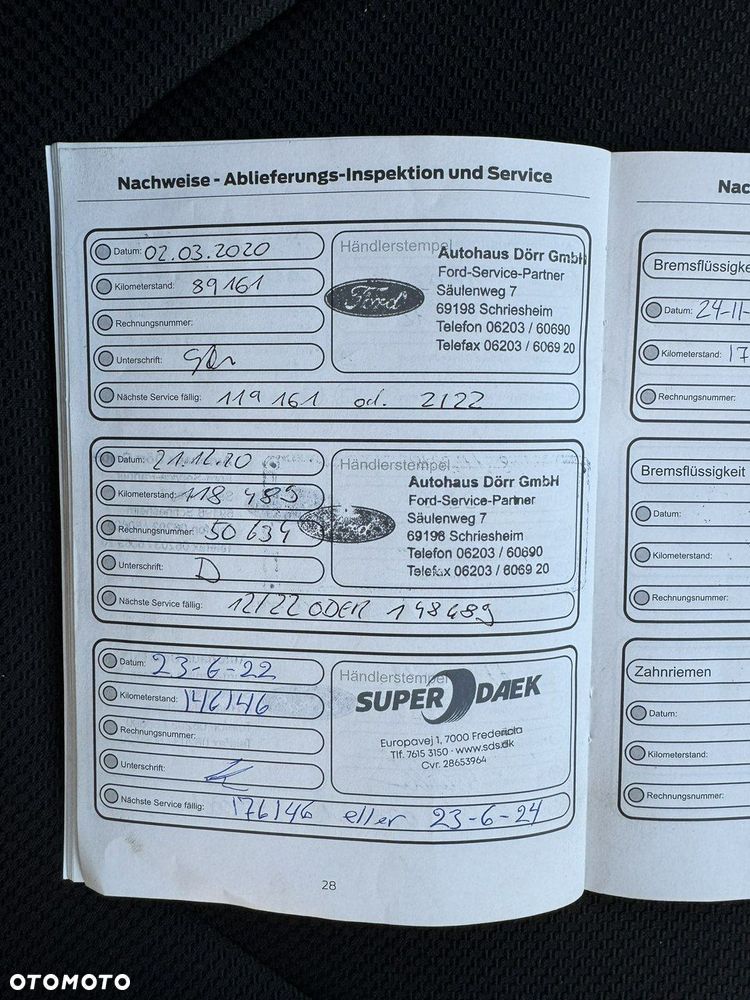 Nachweise - Ablieferungs-Inspektion und Service
Datum: 02.03.2020
Kilometerstand: 89161
Rechnungsnummer:
Unterschrift:
Nächste Service fällig: 119 161 od. 2/22
Händlerstempel
Ford
Autohaus Dörr GmbH
Ford-Service-Partner
Säulenweg 7
69198 Schriesheim
Telefon 06203 / 60690
Telefax 06203 / 6069 20
Datum: 21.12.20
Kilometerstand: 118 489
Rechnungsnummer: 50634
Unterschrift: D
Nächste Service fällig: 12/22 ODER 148489
Händlerstempel
Autohaus Dörr GmbH
Ford-Service-Partner
Säulenweg 7
69198 Schriesheim
Telefon 06203 / 60690
Telefax 06203 / 6069 20
Datum: 23-6-22
Kilometerstand: 146146
Rechnungsnummer:
Unterschrift:
Nächste Service fällig: 176146 eller 23-6-24
Händlerstempel
SUPER DAEK
Europavej 1, 7000 Fredericia
Tlf. 7615 3150 · www.sds.dk
Cvr. 28653964
28
Nac
Bremsflüssigke
Datum: 24-11-
Kilometerstand: 17
Rechnungsnummer:
Bremsflüssigkeit
Datum:
Kilometerstand:
Rechnungsnummer:
Zahnriemen
Datum:
Kilometerstand:
Rechnungsnummer:
OTOMOTO